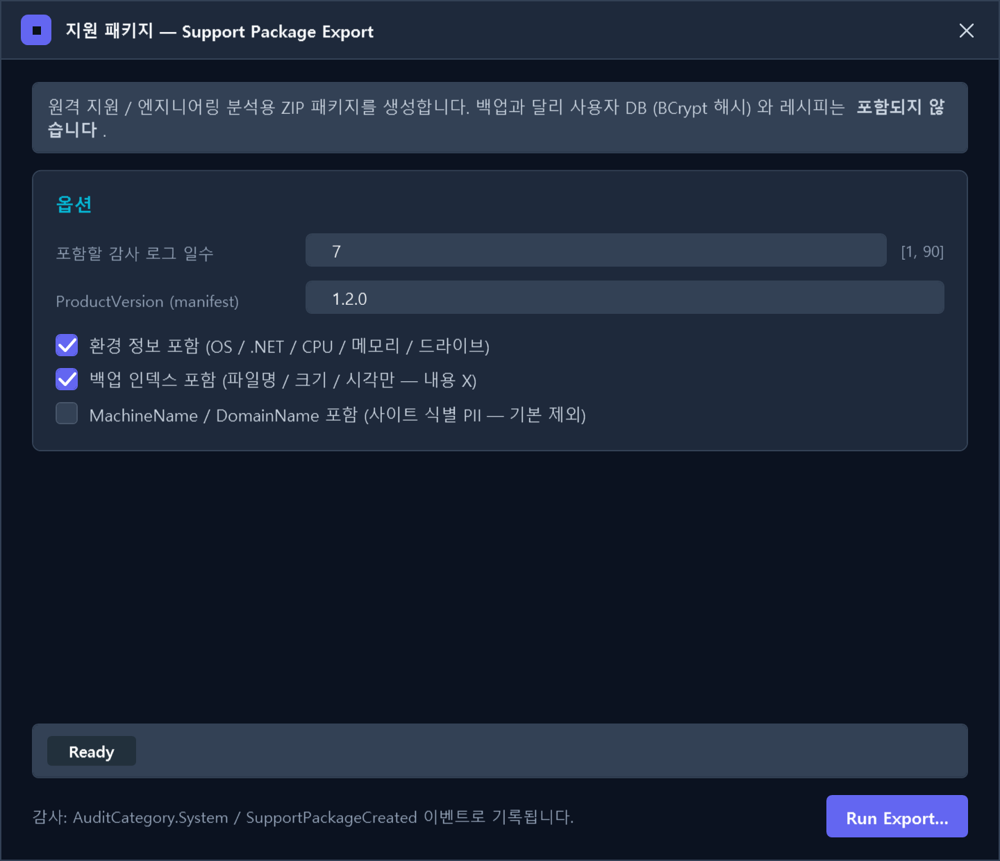 지원 패키지 — Support Package Export
원격 지원 / 엔지니어링 분석용 ZIP 패키지를 생성합니다. 백업과 달리 사용자 DB (BCrypt 해시) 와 레시피는 포함되지 않
습니다 .
옵션
포함할 감사 로그 일수 7 [1, 90]
ProductVersion (manifest) 1.2.0
환경 정보 포함 (OS / .NET / CPU / 메모리 / 드라이브)
백업 인덱스 포함 (파일명 / 크기 / 시각만 — 내용 X)
MachineName / DomainName 포함 (사이트 식별 PII — 기본 제외)
Ready
감사: AuditCategory.System / SupportPackageCreated 이벤트로 기록됩니다.
Run Export...